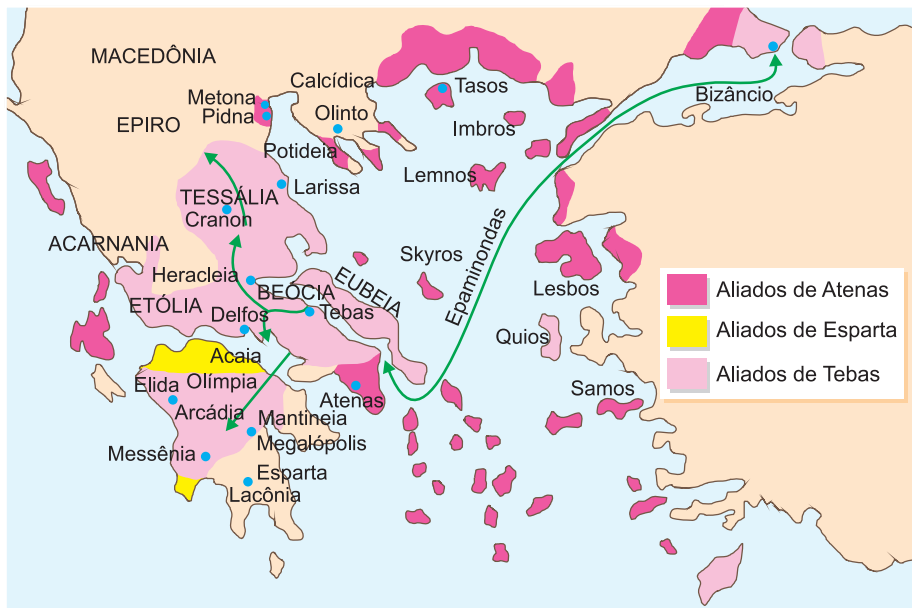 MACEDÔNIA
Calcídica
Metona
Pidna
Tasos
Bizâncio
EPIRO
Olinto
Imbros
Potideia
Larissa
Lemnos
TESSÁLIA
Cranon
ACARNANIA
Skyros
Epaminondas
Heracleia
BEÓCIA
EUBEIA
Lesbos
ETÓLIA
Delfos
Tebas
Quios
Acaia
Élida
Olímpia
Atenas
Samos
Arcádia
Mantineia
Megalópolis
Messênia
Esparta
Lacônia
Aliados de Atenas
Aliados de Esparta
Aliados de Tebas